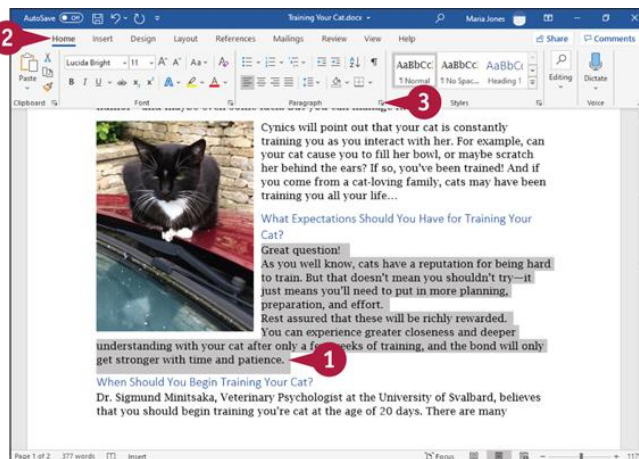 AutoSave Off Training Your Cat.docx Maria Jones
2 Home Insert Design Layout References Mailings Review View Help Share Comments
Lucida Bright 11 A A Aa A AaBbCc AaBbCc AaBbCc
Paste B I U ab x x A A ¶ Normal ¶ No Spac... Heading 1 Editing Dictate
Clipboard Font Paragraph 3 Styles Voice
Cynics will point out that your cat is constantly
training you as you interact with her. For example, can
your cat cause you to fill her bowl, or maybe scratch
her behind the ears? If so, you've been trained! And if
you come from a cat-loving family, cats may have been
training you all your life…
What Expectations Should You Have for Training Your
Cat?
Great question!
As you well know, cats have a reputation for being hard
to train. But that doesn't mean you shouldn't try—it
just means you'll need to put in more planning,
preparation, and effort.
Rest assured that these will be richly rewarded.
You can experience greater closeness and deeper
understanding with your cat after only a few weeks of training, and the bond will only
get stronger with time and patience. 1
When Should You Begin Training Your Cat?
Dr. Sigmund Minitsaka, Veterinary Psychologist at the University of Svalbard, believes
that you should begin training you're cat at the age of 20 days. There are many
Page 1 of 2 377 words Insert Focus